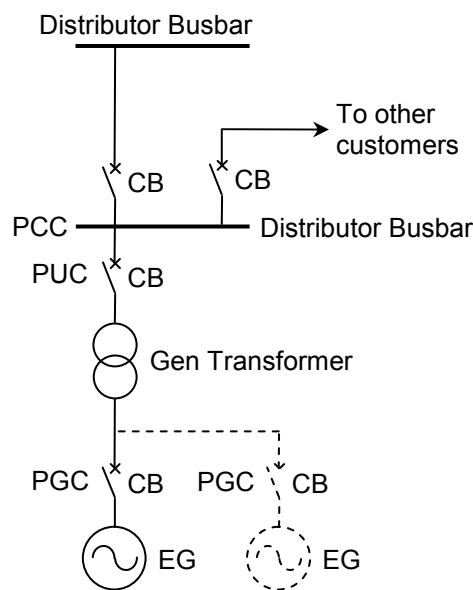 Distributor Busbar
To other
customers
CB
CB
PCC
Distributor Busbar
PUC
CB
Gen Transformer
PGC
CB
PGC
CB
EG
EG